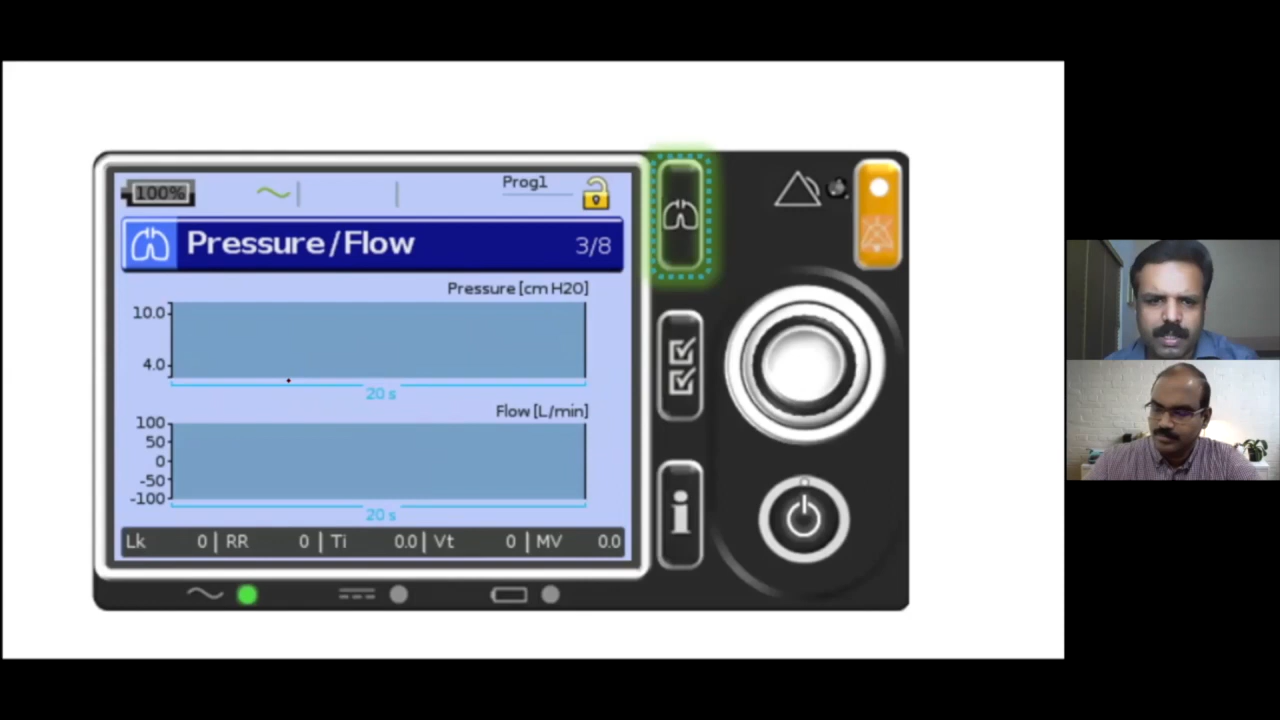 100%
Prog1
Pressure/Flow 3/8
Pressure [cm H2O]
10.0
4.0
20 s
Flow [L/min]
100
50
0
-50
-100
20 s
Lk 0 | RR 0 | Ti 0.0 | Vt 0 | MV 0.0